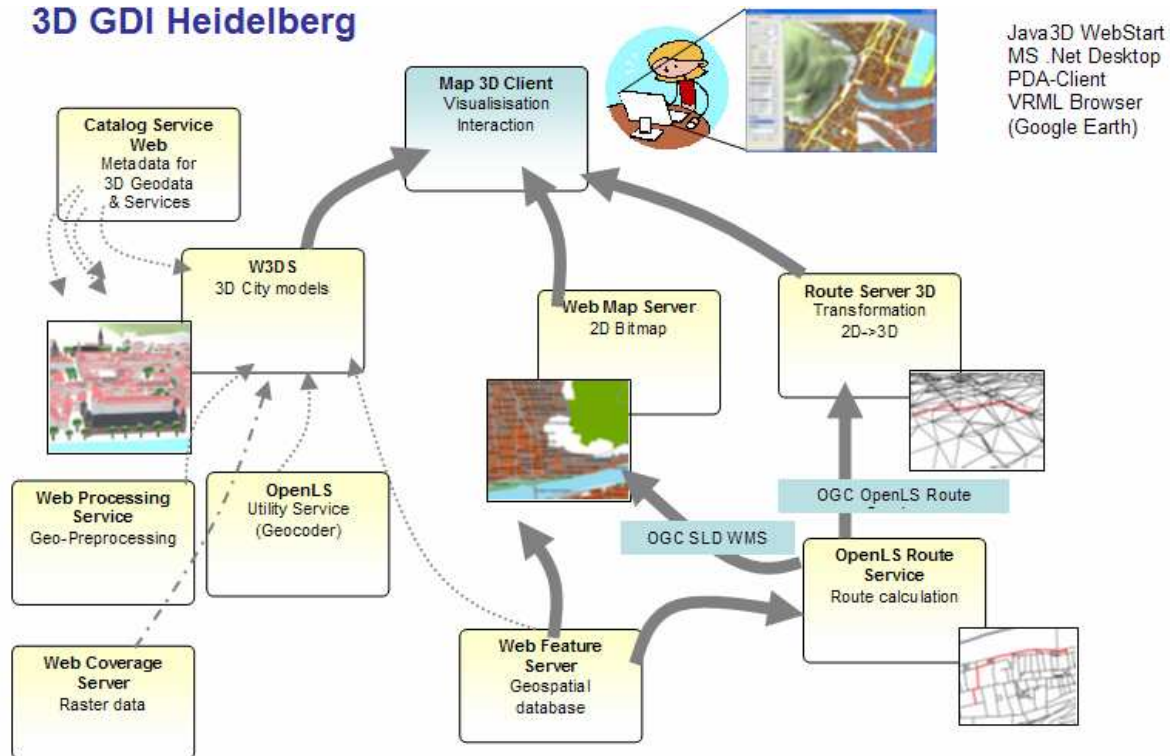 3D GDI Heidelberg
Java3D WebStart
MS .Net Desktop
PDA-Client
VRML Browser
(Google Earth)
Map 3D Client
Visualisation
Interaction
Catalog Service
Web
Metadata for
3D Geodata
& Services
W3DS
3D City models
Web Map Server
2D Bitmap
Route Server 3D
Transformation
2D->3D
Web Processing
Service
Geo-Preprocessing
OpenLS
Utility Service
(Geocoder)
OGC OpenLS Route
OGC SLD WMS
OpenLS Route
Service
Route calculation
Web Feature
Server
Geospatial
database
Web Coverage
Server
Raster data